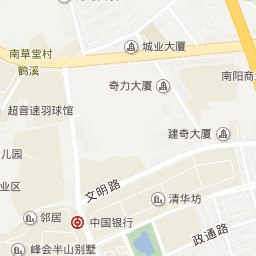 城业大厦
南草堂村
鹤溪
南阳商
奇力大厦
超音速羽球馆
建奇大厦
儿园
业区
文明路
清华坊
邻居
中国银行
政通路
峰会半山别墅